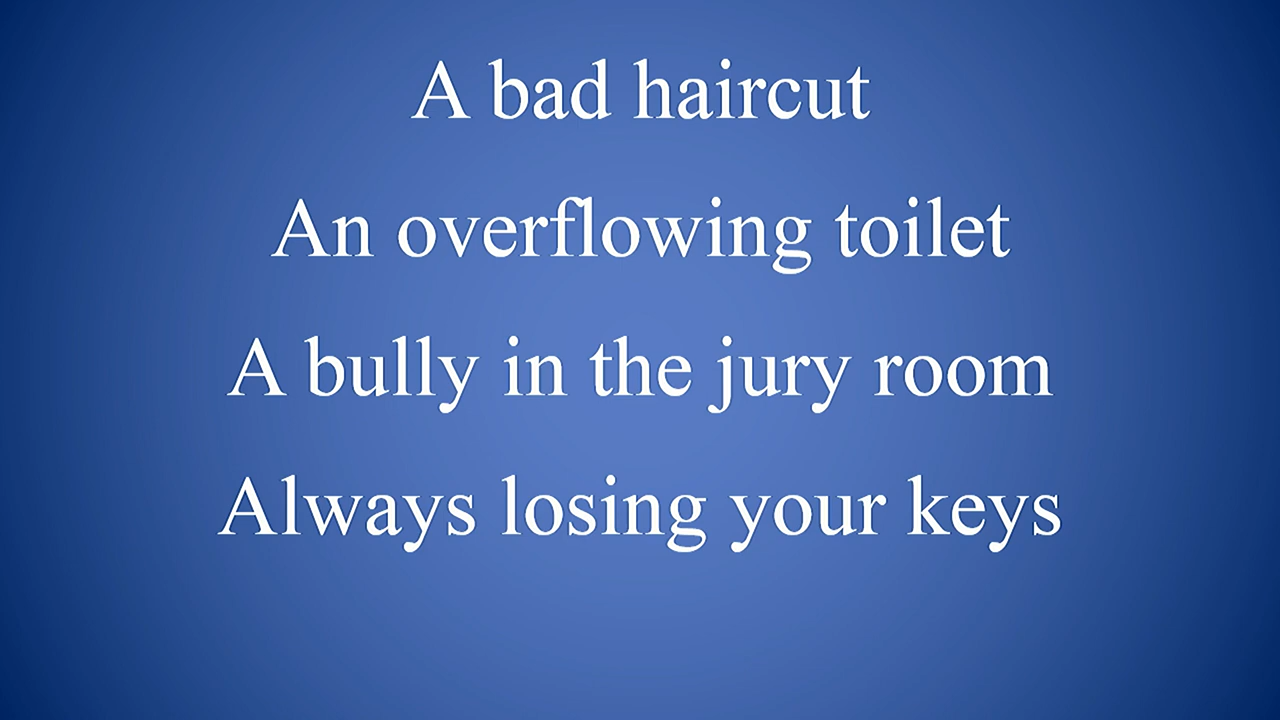 A bad haircut
An overflowing toilet
A bully in the jury room
Always losing your keys